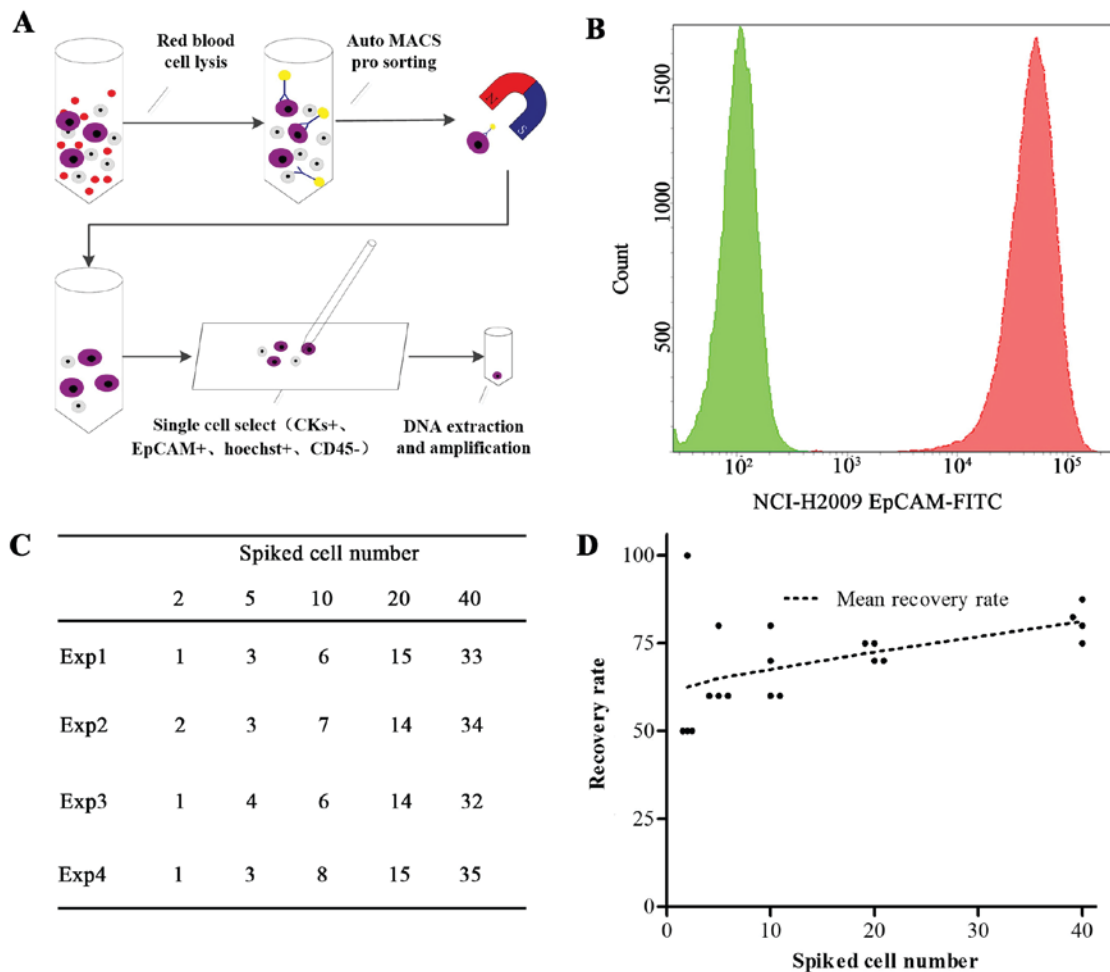 A
Red blood
cell lysis
Auto MACS
pro sorting
N
S
Single cell select（CKs+、
EpCAM+、hoechst+、CD45-）
DNA extraction
and amplification
B
Count
1500
1000
500
10² 10³ 10⁴ 10⁵
NCI-H2009 EpCAM-FITC
C
Spiked cell number
2 5 10 20 40
Exp1 1 3 6 15 33
Exp2 2 3 7 14 34
Exp3 1 4 6 14 32
Exp4 1 3 8 15 35
D
Recovery rate
100
75
50
25
0
Mean recovery rate
0 10 20 30 40
Spiked cell number